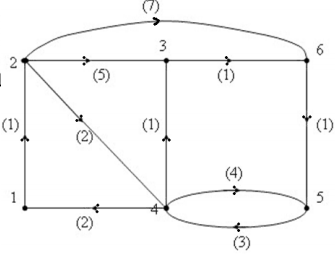 (7)
2 3 6
(5) (1)
(1) (2) (1) (1)
(4)
1 4 5
(2) (3)